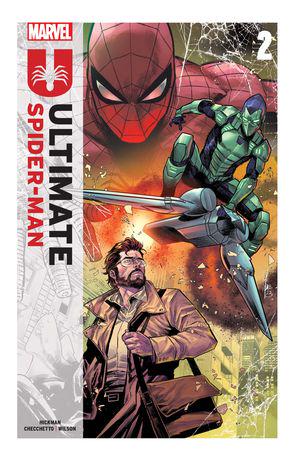 MARVEL
2
ULTIMATE
SPIDER-MAN
HICKMAN
CHECCHETTO | WILSON